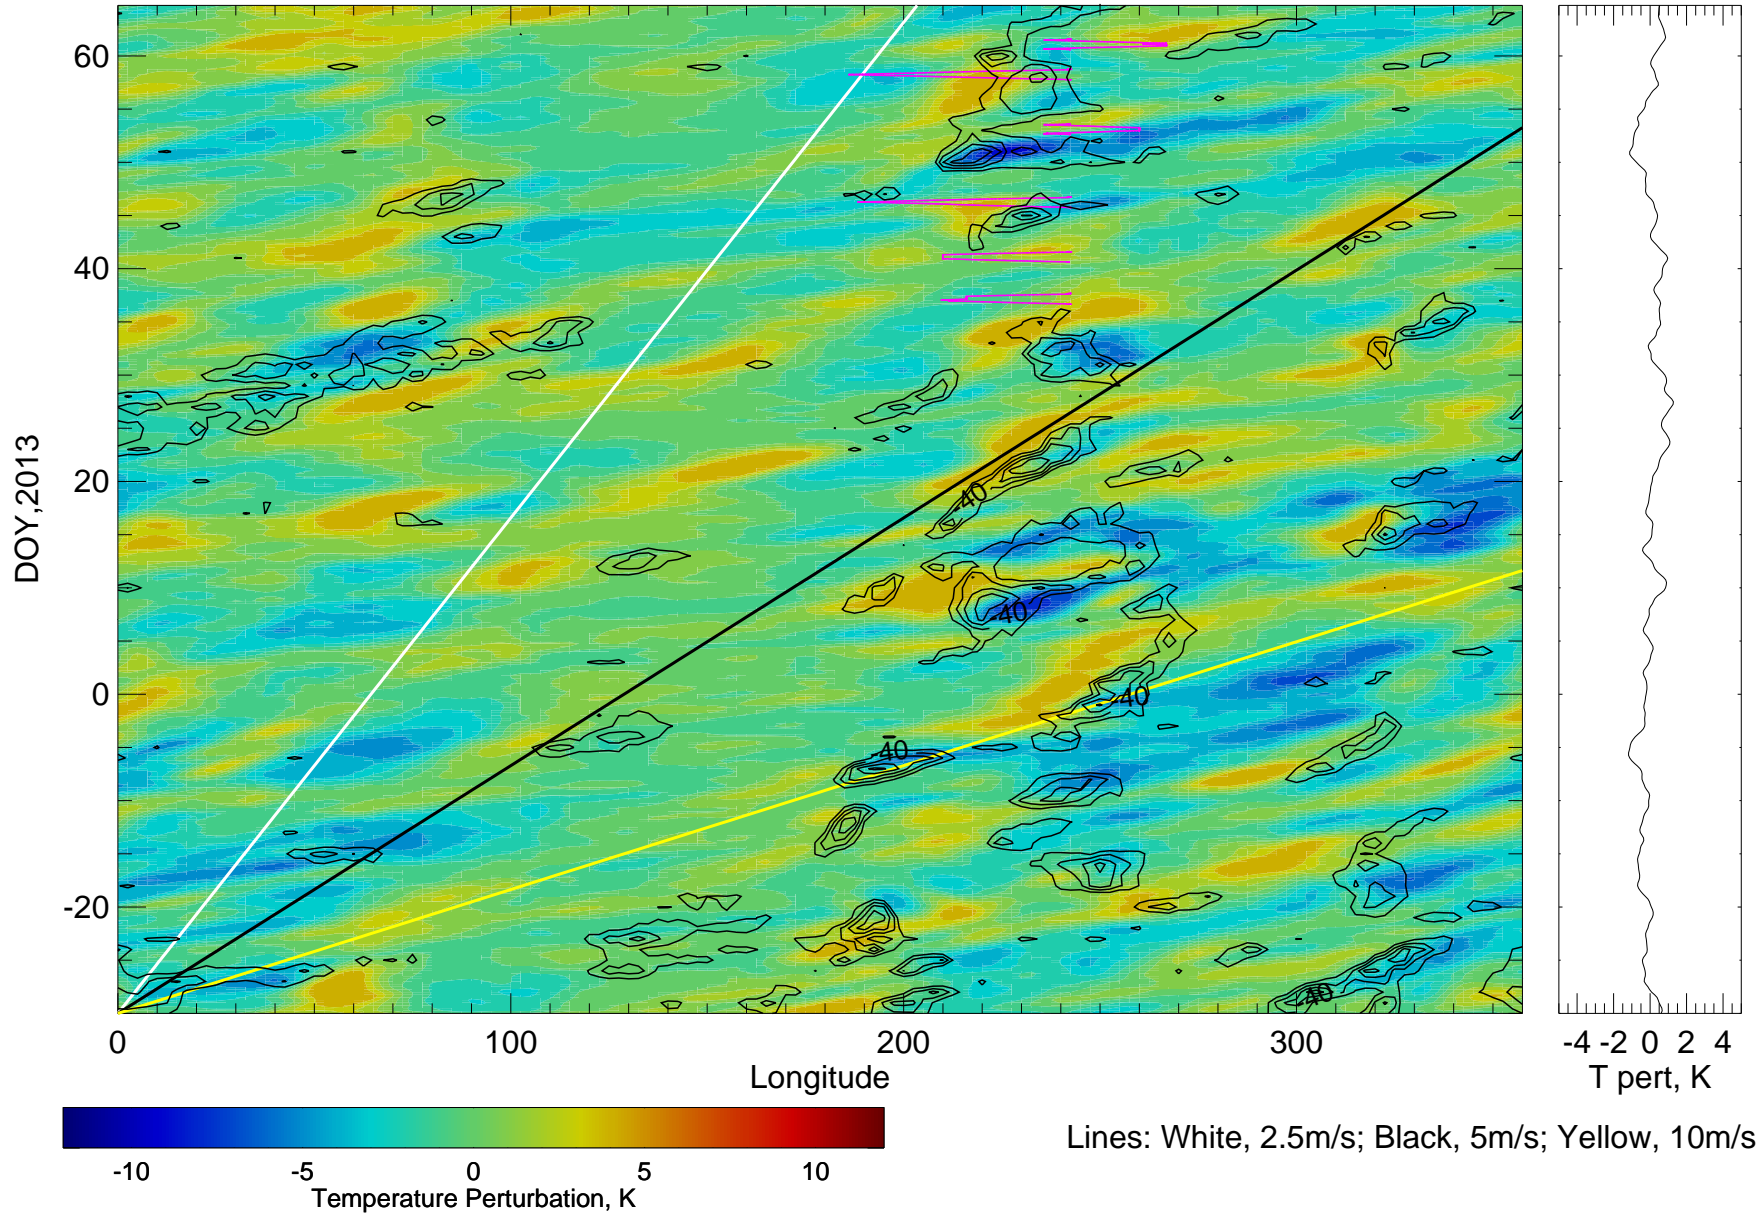 60
40
20
0
-20
DOY,2013
-40
-40
-40
-40
-40
0 100 200 300
Longitude
-4 -2 0 2 4
T pert, K
-10 -5 0 5 10
Temperature Perturbation, K
Lines: White, 2.5m/s; Black, 5m/s; Yellow, 10m/s